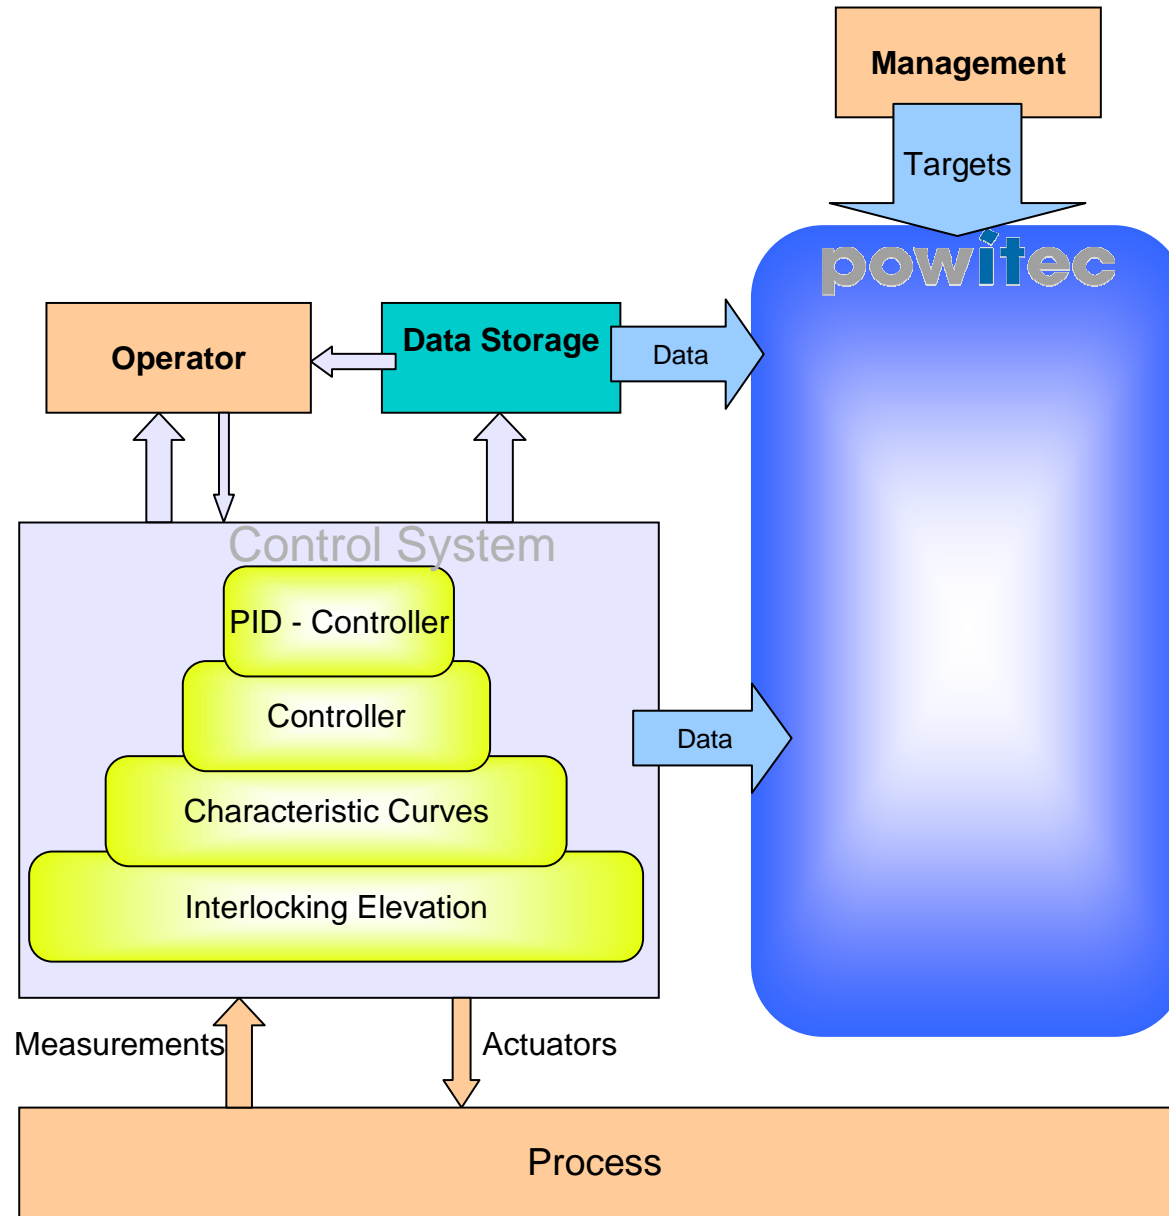 Management
Targets
powitec
Operator
Data Storage
Data
Control System
PID - Controller
Controller
Data
Characteristic Curves
Interlocking Elevation
Measurements
Actuators
Process